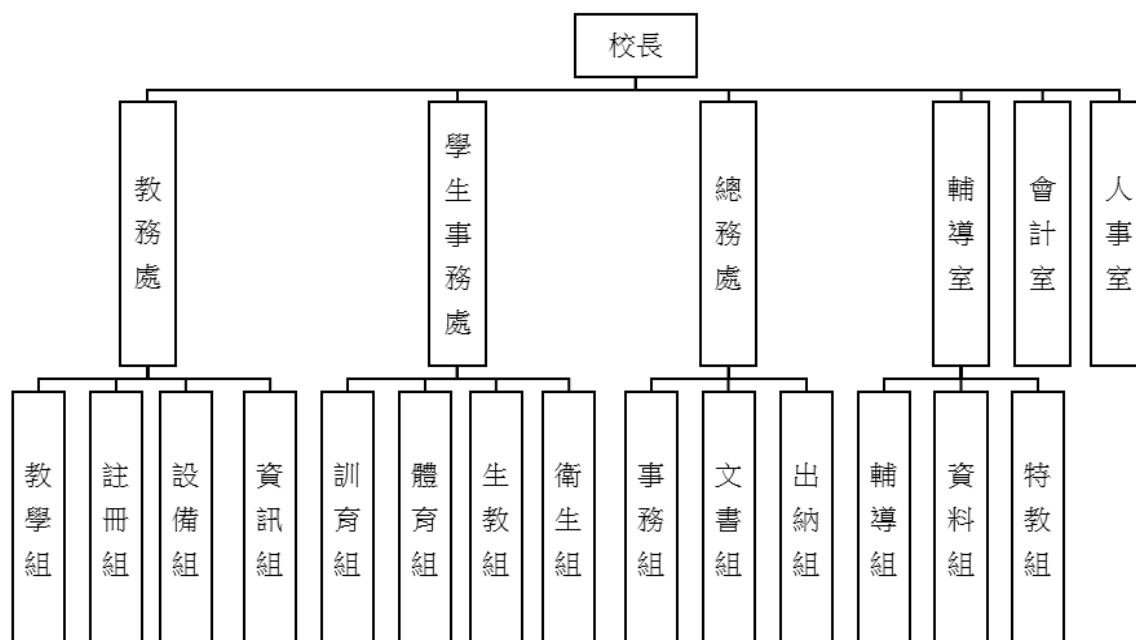 校長
教務處
學生事務處
總務處
輔導室
會計室
人事室
教學組
註冊組
設備組
資訊組
訓育組
體育組
生教組
衛生組
事務組
文書組
出納組
輔導組
資料組
特教組